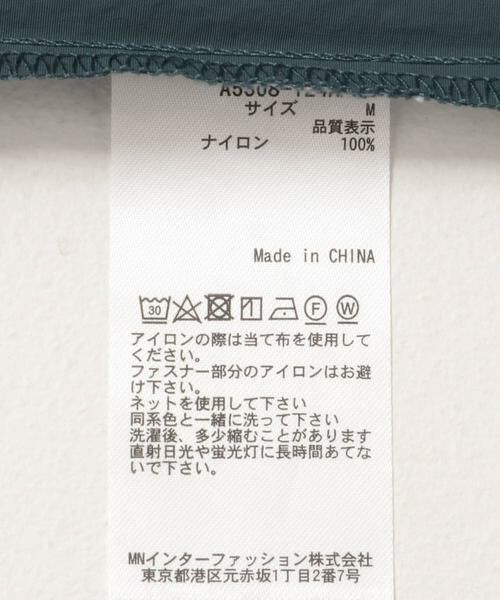 サイズ M
品質表示
ナイロン 100%
Made in CHINA
30 F W
アイロンの際は当て布を使用して
ください。
ファスナー部分のアイロンはお避
け下さい。
ネットを使用して下さい
同系色と一緒に洗って下さい
洗濯後、多少縮むことがあります
直射日光や蛍光灯に長時間あてな
いで下さい。
MNインターファッション株式会社
東京都港区元赤坂1丁目2番7号